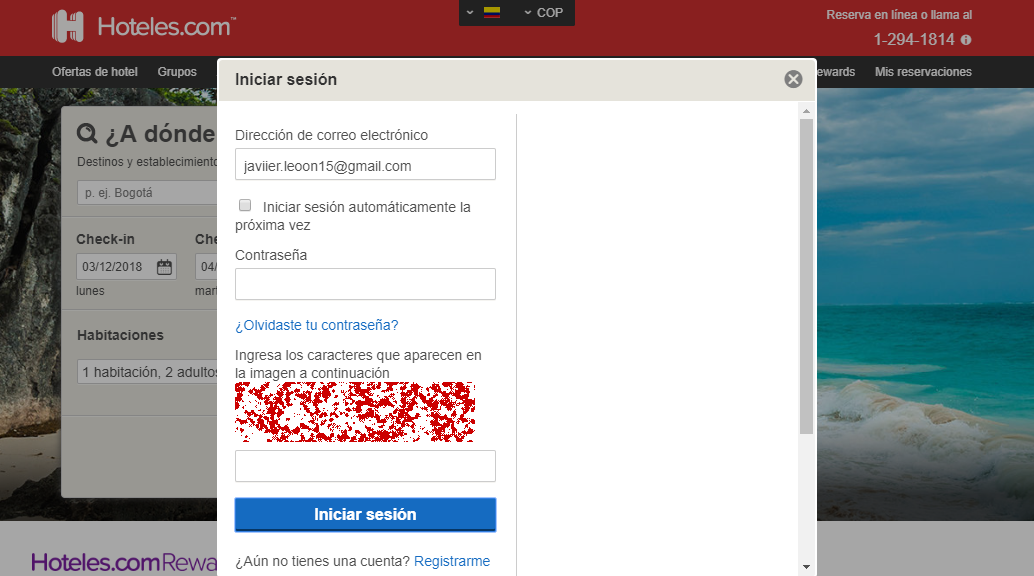 Hoteles.com™
COP
Reserva en línea o llama al
1-294-1814
Ofertas de hotel
Grupos
ewards
Mis reservaciones
Iniciar sesión
¿A dónde
Destinos y establecimiento
p. ej. Bogotá
Check-in
Che
03/12/2018
04/
lunes
mart
Habitaciones
1 habitación, 2 adultos
Dirección de correo electrónico
javiier.leoon15@gmail.com
Iniciar sesión automáticamente la
próxima vez
Contraseña
¿Olvidaste tu contraseña?
Ingresa los caracteres que aparecen en
la imagen a continuación
Iniciar sesión
¿Aún no tienes una cuenta? Registrarme
Hoteles.com Rewa